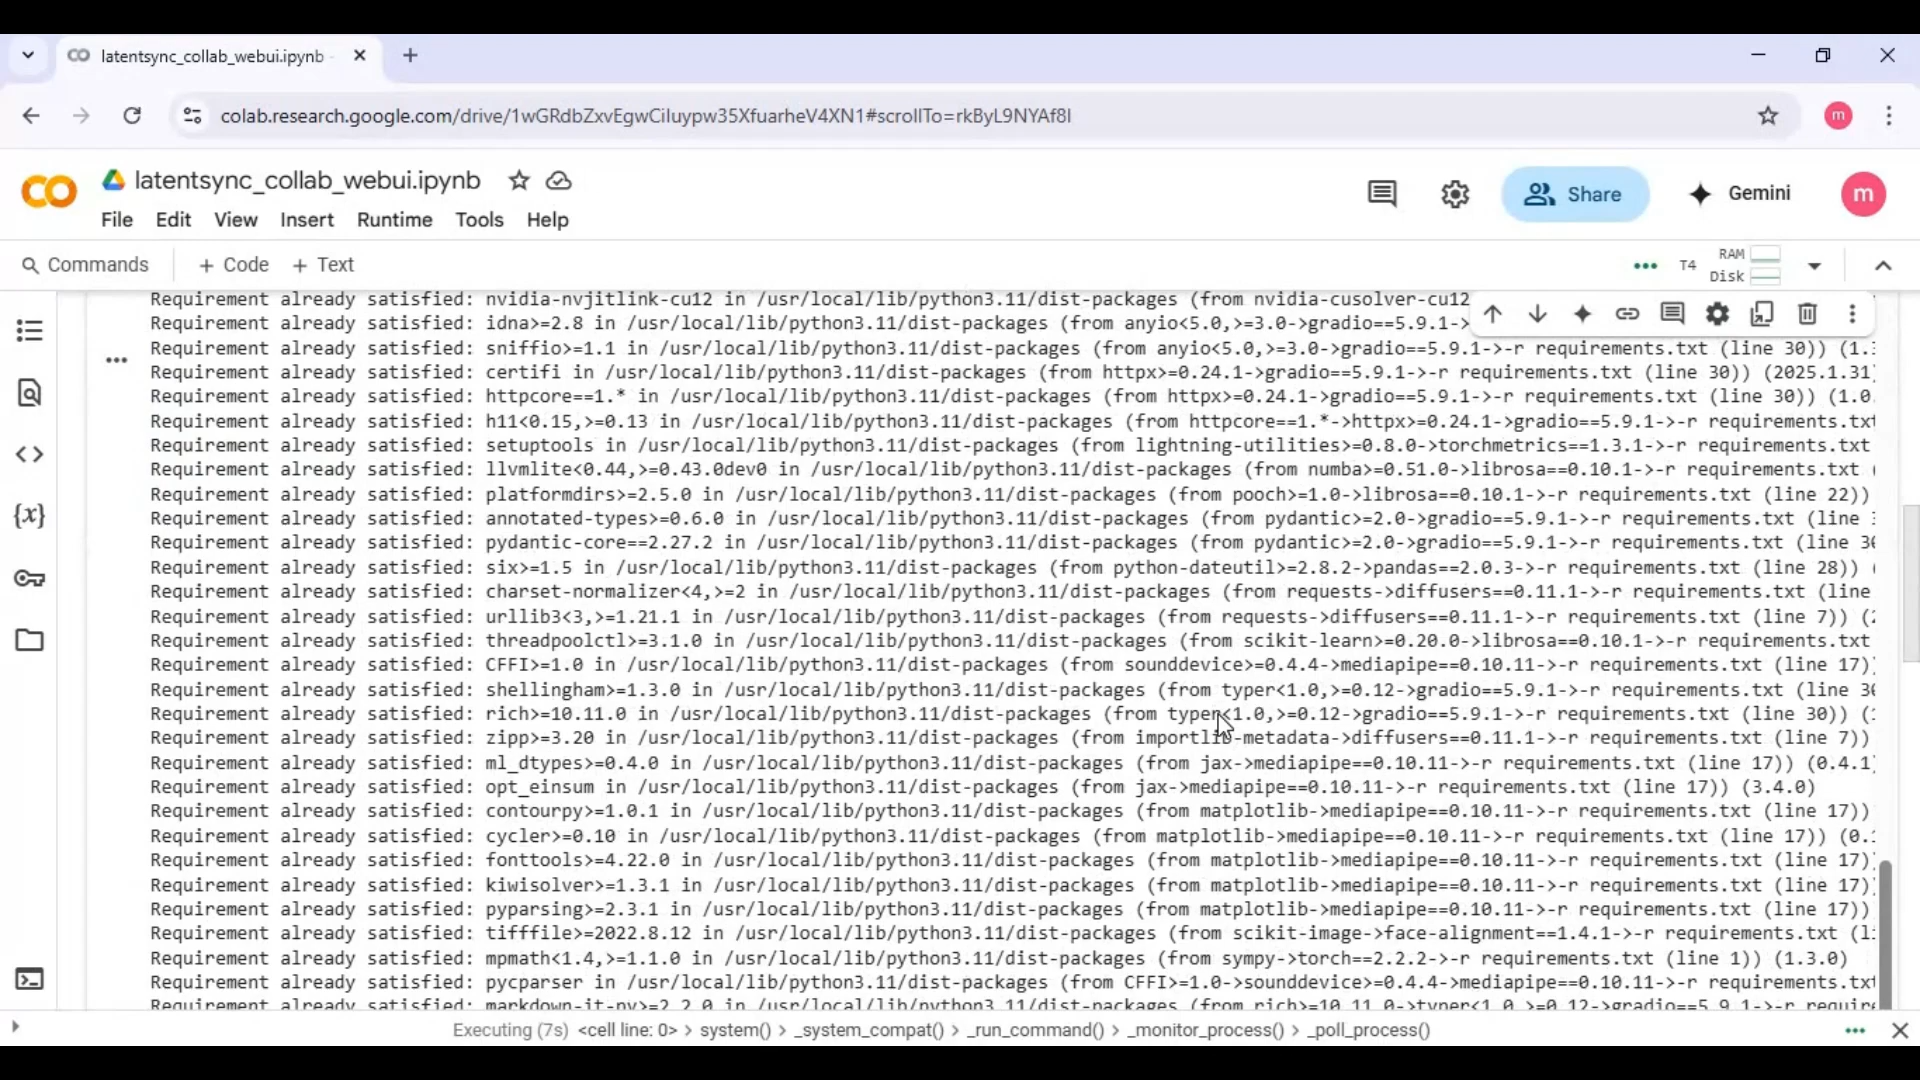 latentsync_collab_webui.ipynb
colab.research.google.com/drive/1wGRdbZxvEgwCiIuypw35XfuarheV4XN1#scrollTo=rkByL9NYAf8I
m
latentsync_collab_webui.ipynb
Share
Gemini
m
File Edit View Insert Runtime Tools Help
Commands + Code + Text
T4
RAM
Disk
Requirement already satisfied: nvidia-nvjitlink-cu12 in /usr/local/lib/python3.11/dist-packages (from nvidia-cusolver-cu12
Requirement already satisfied: idna>=2.8 in /usr/local/lib/python3.11/dist-packages (from anyio<5.0,>=3.0->gradio==5.9.1->
Requirement already satisfied: sniffio>=1.1 in /usr/local/lib/python3.11/dist-packages (from anyio<5.0,>=3.0->gradio==5.9.1->-r requirements.txt (line 30)) (1.3
Requirement already satisfied: certifi in /usr/local/lib/python3.11/dist-packages (from httpx>=0.24.1->gradio==5.9.1->-r requirements.txt (line 30)) (2025.1.31)
Requirement already satisfied: httpcore==1.* in /usr/local/lib/python3.11/dist-packages (from httpx>=0.24.1->gradio==5.9.1->-r requirements.txt (line 30)) (1.0
Requirement already satisfied: h11<0.15,>=0.13 in /usr/local/lib/python3.11/dist-packages (from httpcore==1.*->httpx>=0.24.1->gradio==5.9.1->-r requirements.txt
Requirement already satisfied: setuptools in /usr/local/lib/python3.11/dist-packages (from lightning-utilities>=0.8.0->torchmetrics==1.3.1->-r requirements.txt
Requirement already satisfied: llvmlite<0.44,>=0.43.0dev0 in /usr/local/lib/python3.11/dist-packages (from numba>=0.51.0->librosa==0.10.1->-r requirements.txt (
Requirement already satisfied: platformdirs>=2.5.0 in /usr/local/lib/python3.11/dist-packages (from pooch>=1.0->librosa==0.10.1->-r requirements.txt (line 22))
Requirement already satisfied: annotated-types>=0.6.0 in /usr/local/lib/python3.11/dist-packages (from pydantic>=2.0->gradio==5.9.1->-r requirements.txt (line 3
Requirement already satisfied: pydantic-core==2.27.2 in /usr/local/lib/python3.11/dist-packages (from pydantic>=2.0->gradio==5.9.1->-r requirements.txt (line 30
Requirement already satisfied: six>=1.5 in /usr/local/lib/python3.11/dist-packages (from python-dateutil>=2.8.2->pandas==2.0.3->-r requirements.txt (line 28)) (
Requirement already satisfied: charset-normalizer<4,>=2 in /usr/local/lib/python3.11/dist-packages (from requests->diffusers==0.11.1->-r requirements.txt (line
Requirement already satisfied: urllib3<3,>=1.21.1 in /usr/local/lib/python3.11/dist-packages (from requests->diffusers==0.11.1->-r requirements.txt (line 7)) (2
Requirement already satisfied: threadpoolctl>=3.1.0 in /usr/local/lib/python3.11/dist-packages (from scikit-learn>=0.20.0->librosa==0.10.1->-r requirements.txt
Requirement already satisfied: CFFI>=1.0 in /usr/local/lib/python3.11/dist-packages (from sounddevice>=0.4.4->mediapipe==0.10.11->-r requirements.txt (line 17)
Requirement already satisfied: shellingham>=1.3.0 in /usr/local/lib/python3.11/dist-packages (from typer<1.0,>=0.12->gradio==5.9.1->-r requirements.txt (line 30
Requirement already satisfied: rich>=10.11.0 in /usr/local/lib/python3.11/dist-packages (from typer<1.0,>=0.12->gradio==5.9.1->-r requirements.txt (line 30)) (1
Requirement already satisfied: zipp>=3.20 in /usr/local/lib/python3.11/dist-packages (from importlib-metadata->diffusers==0.11.1->-r requirements.txt (line 7))
Requirement already satisfied: ml_dtypes>=0.4.0 in /usr/local/lib/python3.11/dist-packages (from jax->mediapipe==0.10.11->-r requirements.txt (line 17)) (0.4.1)
Requirement already satisfied: opt_einsum in /usr/local/lib/python3.11/dist-packages (from jax->mediapipe==0.10.11->-r requirements.txt (line 17)) (3.4.0)
Requirement already satisfied: contourpy>=1.0.1 in /usr/local/lib/python3.11/dist-packages (from matplotlib->mediapipe==0.10.11->-r requirements.txt (line 17))
Requirement already satisfied: cycler>=0.10 in /usr/local/lib/python3.11/dist-packages (from matplotlib->mediapipe==0.10.11->-r requirements.txt (line 17)) (0.1
Requirement already satisfied: fonttools>=4.22.0 in /usr/local/lib/python3.11/dist-packages (from matplotlib->mediapipe==0.10.11->-r requirements.txt (line 17)
Requirement already satisfied: kiwisolver>=1.3.1 in /usr/local/lib/python3.11/dist-packages (from matplotlib->mediapipe==0.10.11->-r requirements.txt (line 17)
Requirement already satisfied: pyparsing>=2.3.1 in /usr/local/lib/python3.11/dist-packages (from matplotlib->mediapipe==0.10.11->-r requirements.txt (line 17))
Requirement already satisfied: tifffile>=2022.8.12 in /usr/local/lib/python3.11/dist-packages (from scikit-image->face-alignment==1.4.1->-r requirements.txt (li
Requirement already satisfied: mpmath<1.4,>=1.1.0 in /usr/local/lib/python3.11/dist-packages (from sympy->torch==2.2.2->-r requirements.txt (line 1)) (1.3.0)
Requirement already satisfied: pycparser in /usr/local/lib/python3.11/dist-packages (from CFFI>=1.0->sounddevice>=0.4.4->mediapipe==0.10.11->-r requirements.txt
Requirement already satisfied: markdown-it-py>=2.2.0 in /usr/local/lib/python3.11/dist-packages (from rich>=10.11.0->typer<1.0,>=0.12->gradio==5.9.1->-r require
Executing (7s) <cell line: 0> > system() > _system_compat() > _run_command() > _monitor_process() > _poll_process()